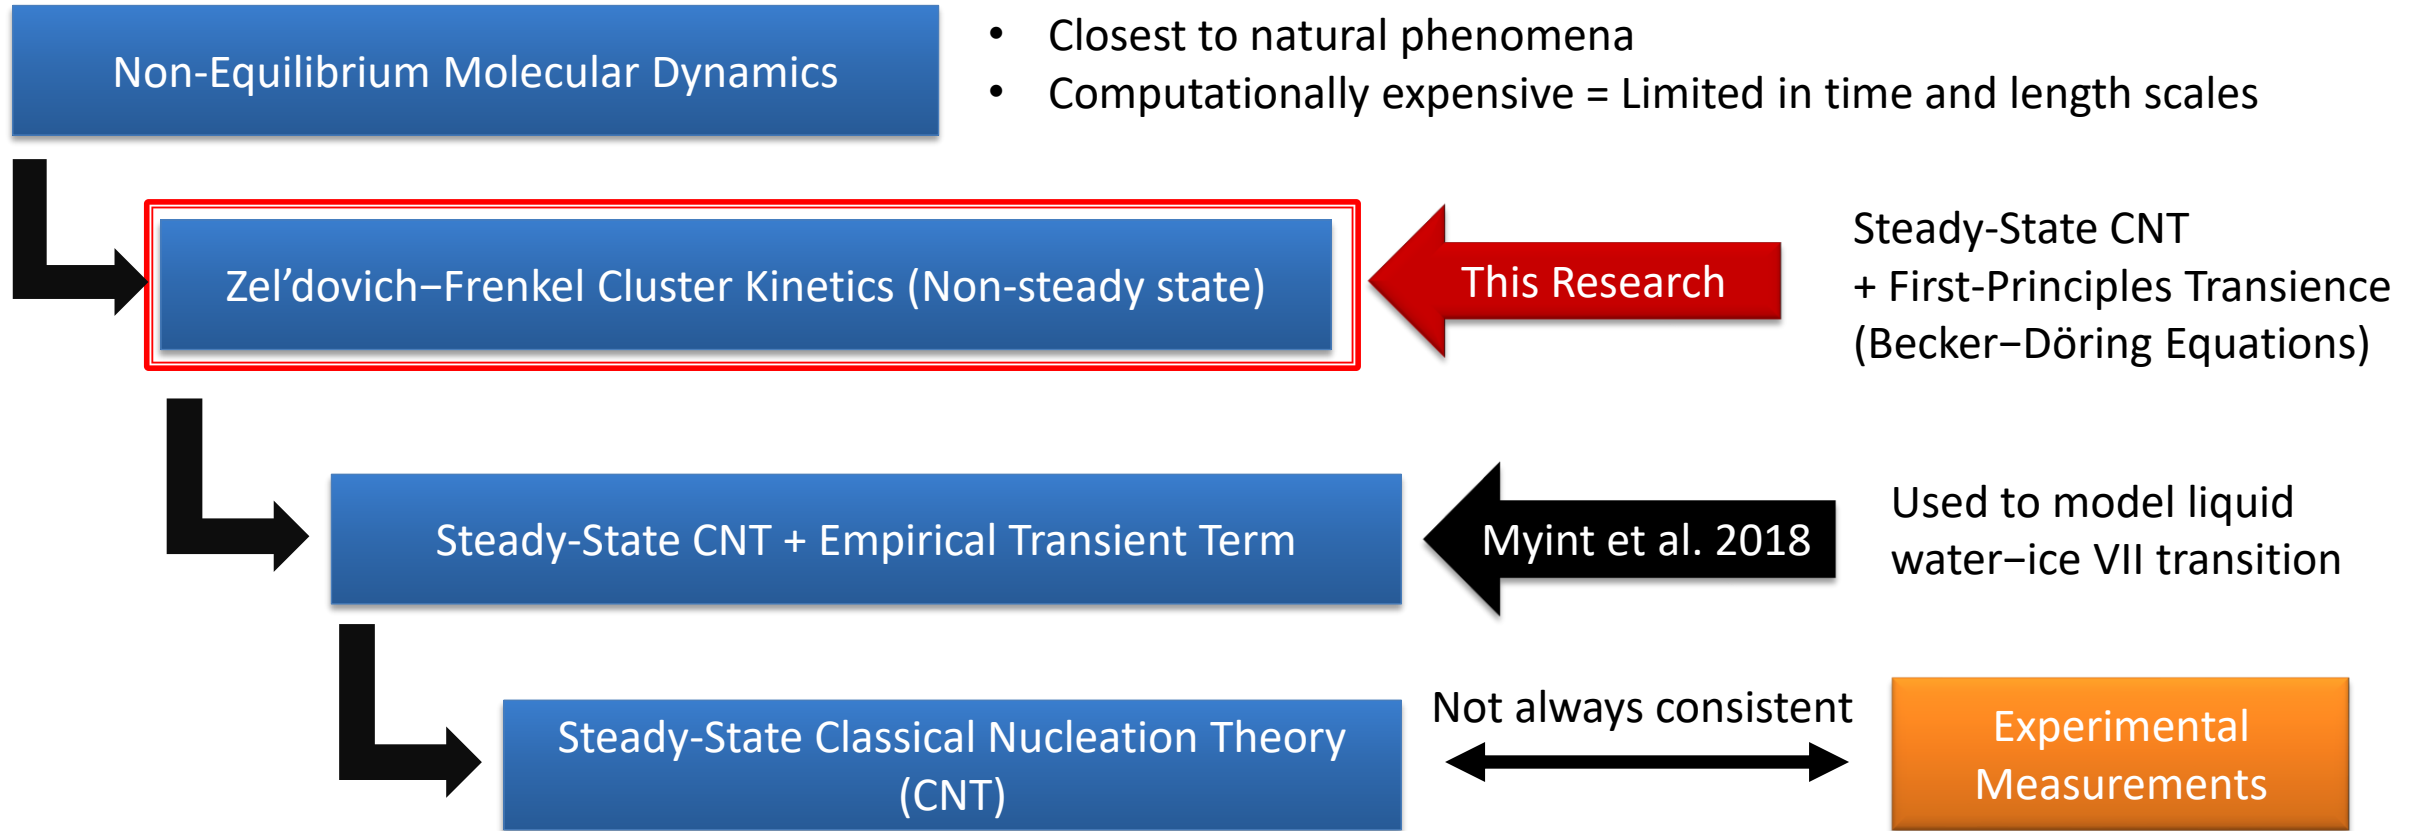 Non-Equilibrium Molecular Dynamics
• Closest to natural phenomena
• Computationally expensive = Limited in time and length scales
Zel’dovich−Frenkel Cluster Kinetics (Non-steady state)
This Research
Steady-State CNT
+ First-Principles Transience
(Becker−Döring Equations)
Steady-State CNT + Empirical Transient Term
Myint et al. 2018
Used to model liquid
water−ice VII transition
Steady-State Classical Nucleation Theory
(CNT)
Not always consistent
Experimental
Measurements